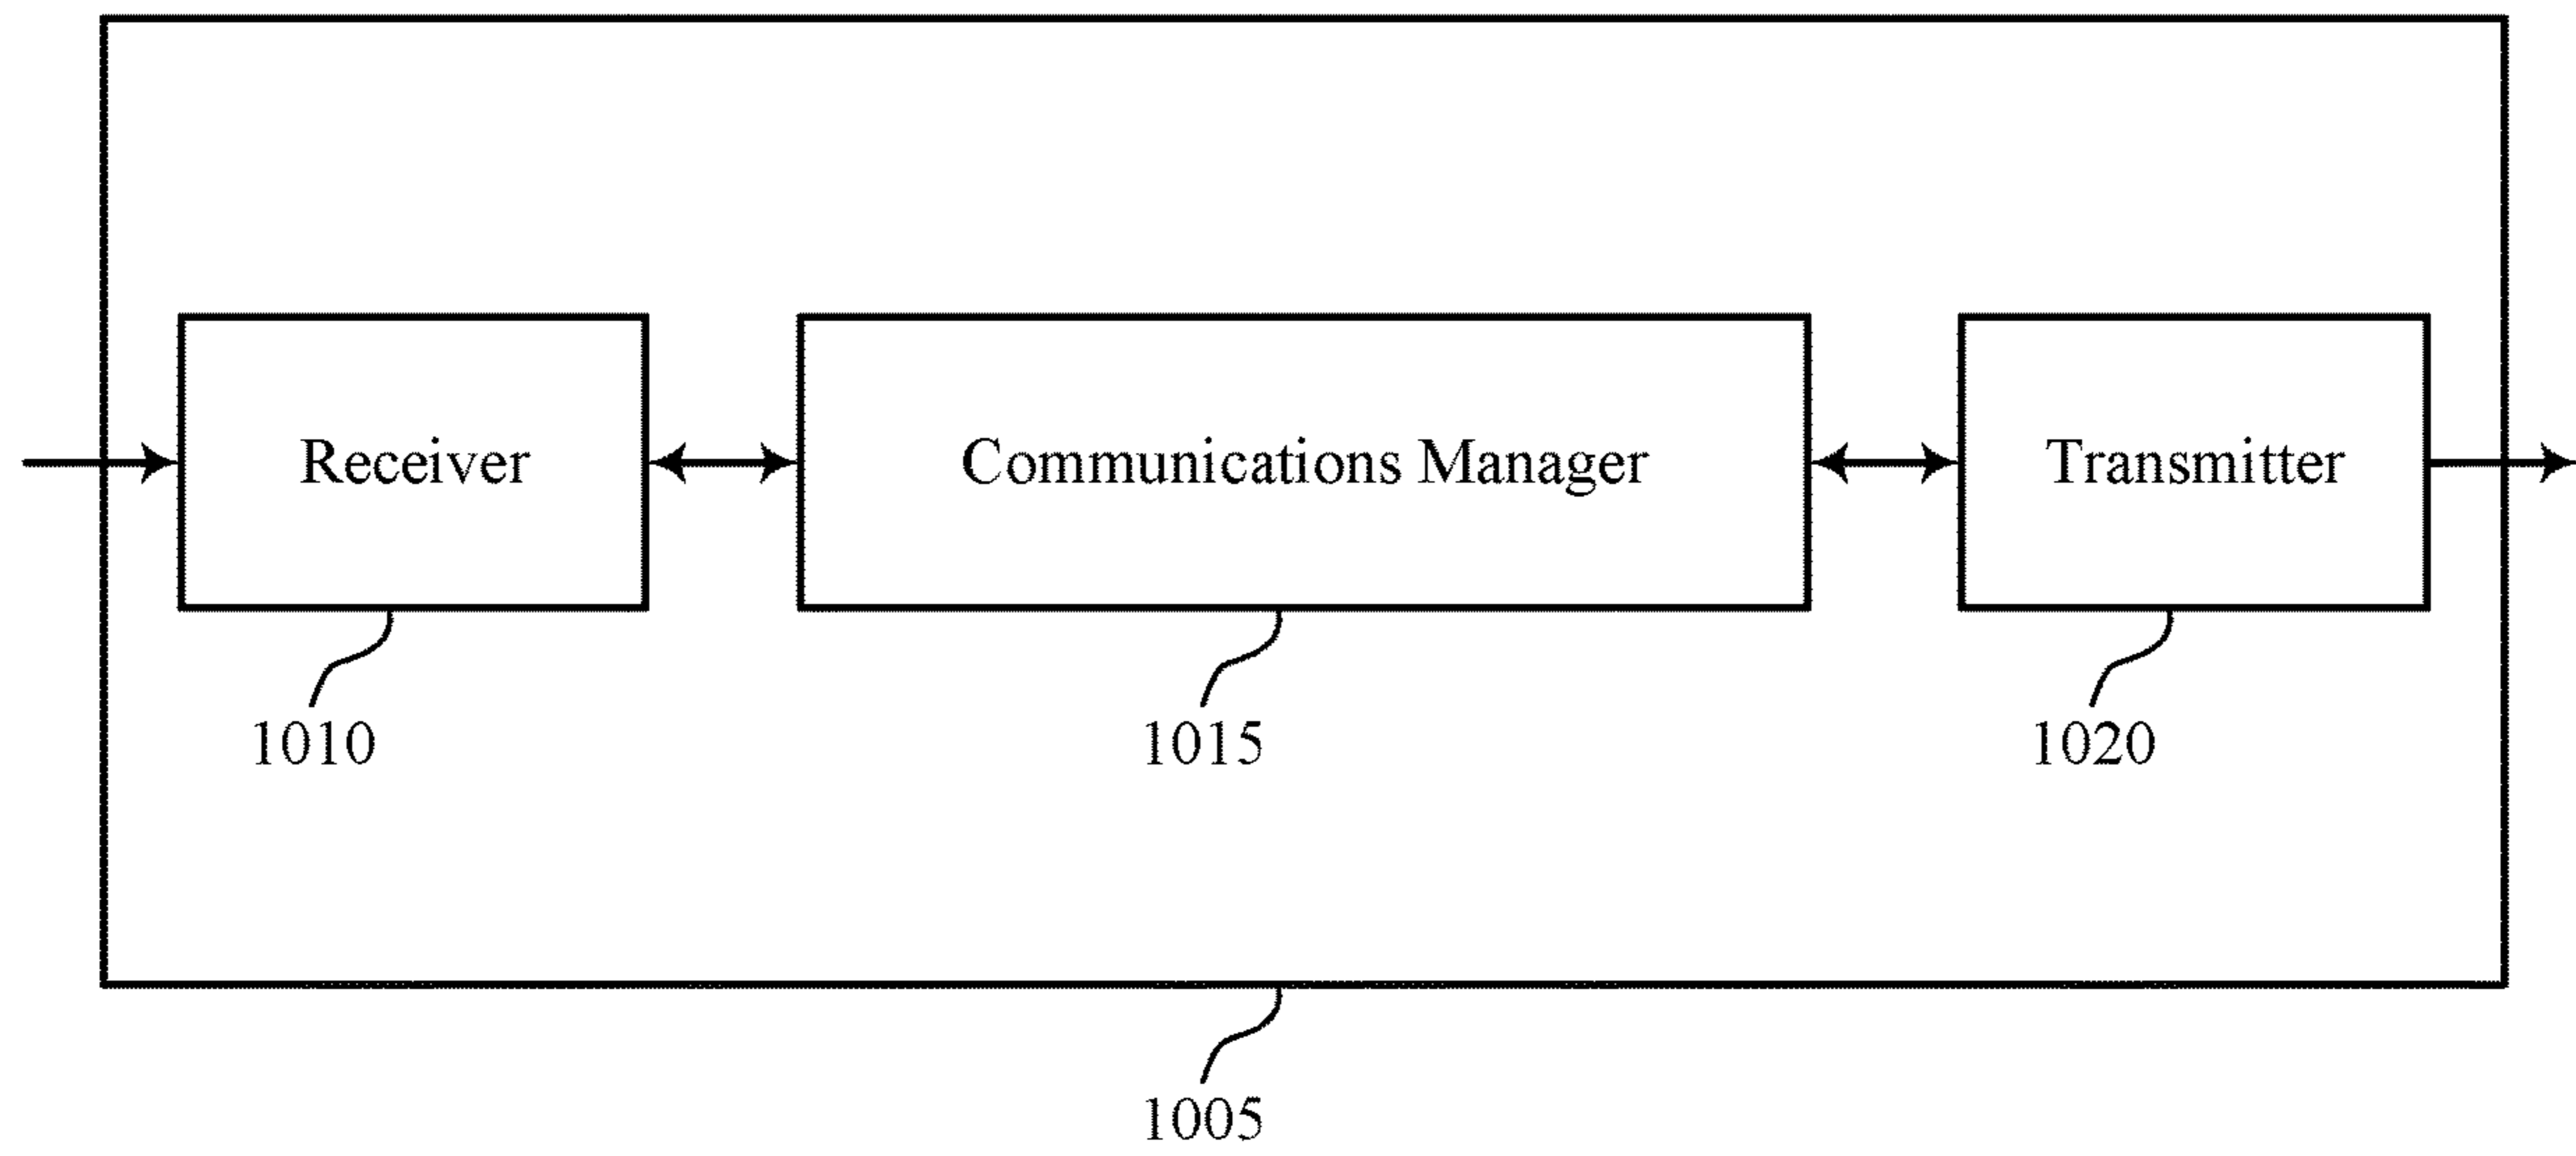 Receiver
Communications Manager
Transmitter
1010
1015
1020
1005